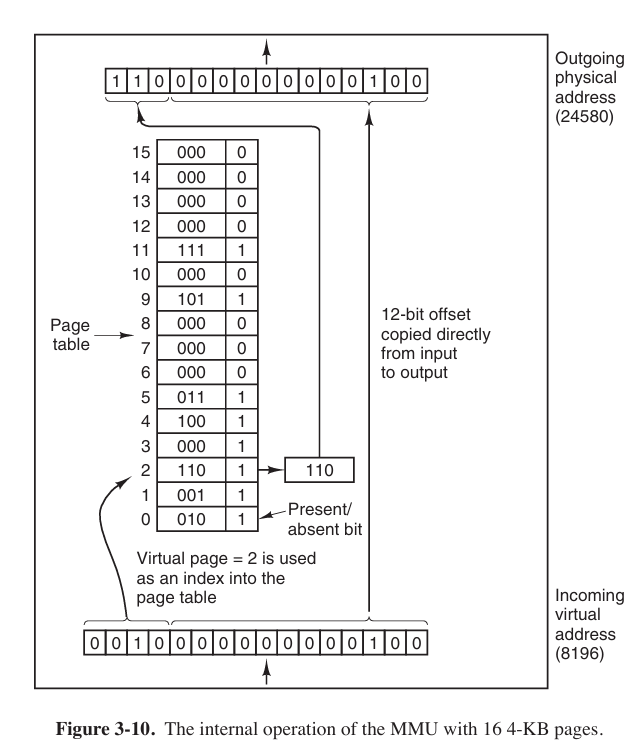 Outgoing
physical
address
(24580)
1 1 0 0 0 0 0 0 0 0 0 0 1 0 0
15 000 0
14 000 0
13 000 0
12 000 0
11 111 1
10 000 0
9 101 1
8 000 0
7 000 0
6 000 0
5 011 1
4 100 1
3 000 1
2 110 1 110
1 001 1
0 010 1
Page
table
12-bit offset
copied directly
from input
to output
Present/
absent bit
Virtual page = 2 is used
as an index into the
page table
Incoming
virtual
address
(8196)
0 0 1 0 0 0 0 0 0 0 0 0 0 1 0 0
Figure 3-10. The internal operation of the MMU with 16 4-KB pages.